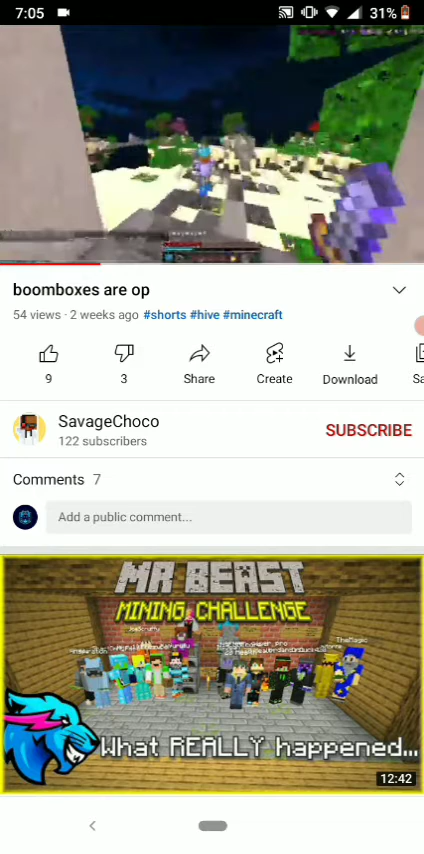 7:05
31%
boomboxes are op
54 views · 2 weeks ago #shorts #hive #minecraft
9
3
Share
Create
Download
SavageChoco
122 subscribers
SUBSCRIBE
Comments 7
Add a public comment...
MR BEAST
MINING CHALLENGE
TheMagic
What REALLY happened...
12:42